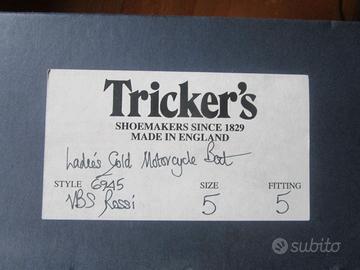 Tricker's
SHOEMAKERS SINCE 1829
MADE IN ENGLAND
Ladies Gold Motorcycle Boot
STYLE 6945 SIZE FITTING
VBS Rossi 5 5
subito